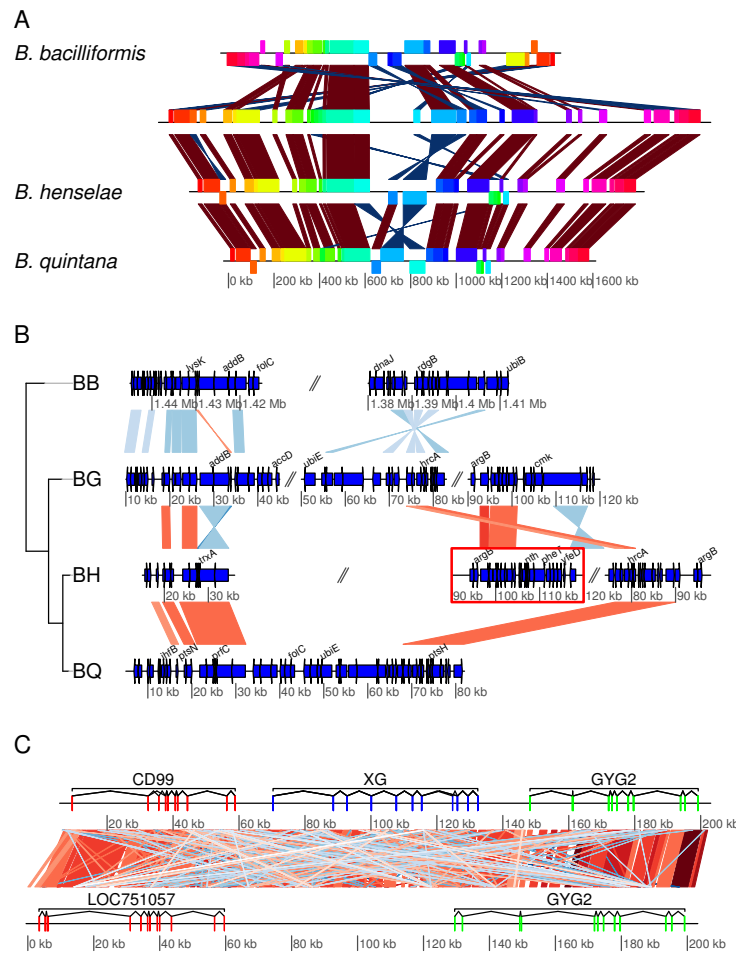 A
B. bacilliformis
B. henselae
B. quintana
0 kb 200 kb 400 kb 600 kb 800 kb 1000 kb 1200 kb 1400 kb 1600 kb
B
lysK addB folC // dnaJ rdgB ubiB
BB
1.44 Mb 1.43 Mb 1.42 Mb 1.38 Mb 1.39 Mb 1.4 Mb 1.41 Mb
addB accD ubiE hrcA argB cmk
BG // //
10 kb 20 kb 30 kb 40 kb 50 kb 60 kb 70 kb 80 kb 90 kb 100 kb 110 kb 120 kb
trxA argB nth yfeD hrcA argB
BH // //
20 kb 30 kb 90 kb 100 kb 110 kb 120 kb 80 kb 90 kb
ihfB ptsN prfC folC ubiE ptsH
BQ
10 kb 20 kb 30 kb 40 kb 50 kb 60 kb 70 kb 80 kb
C
CD99 XG GYG2
20 kb 40 kb 60 kb 80 kb 100 kb 120 kb 140 kb 160 kb 180 kb 200 kb
LOC751057 GYG2
0 kb 20 kb 40 kb 60 kb 80 kb 100 kb 120 kb 140 kb 160 kb 180 kb 200 kb